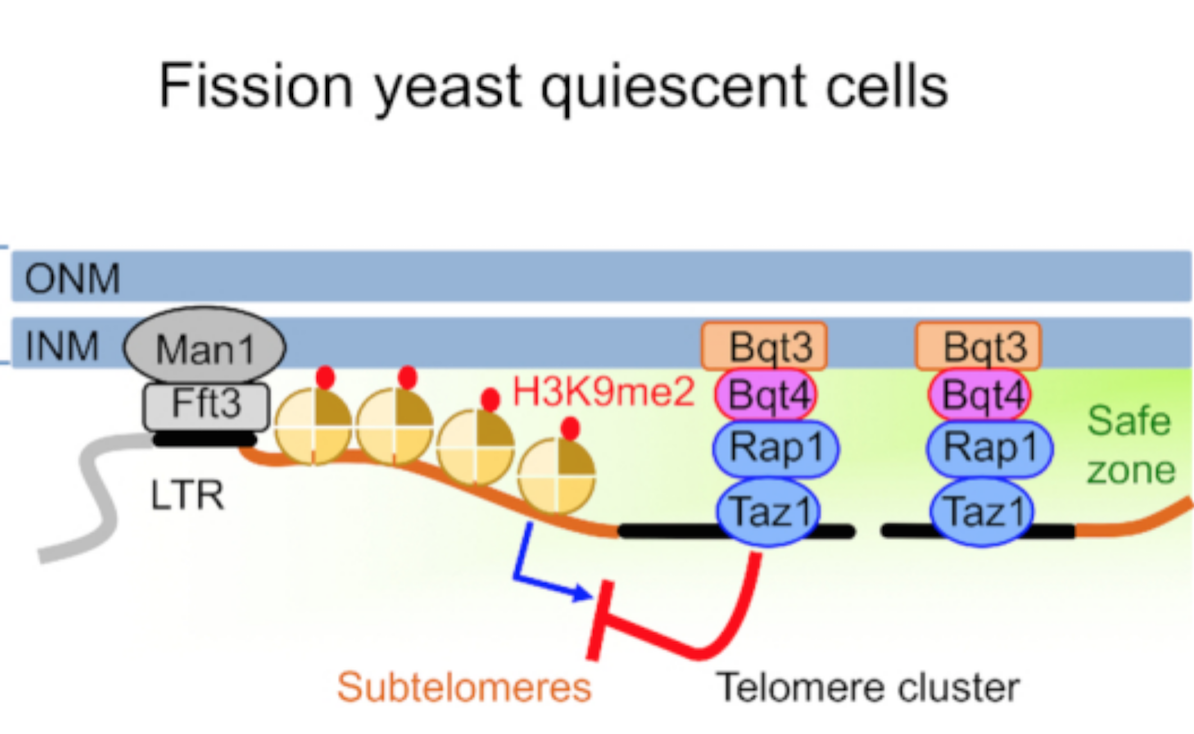 Fission yeast quiescent cells
ONM
INM
Man1
Bqt3
Bqt3
Fft3
H3K9me2
Bqt4
Bqt4
Safe
zone
Rap1
Rap1
LTR
Taz1
Taz1
Subtelomeres
Telomere cluster